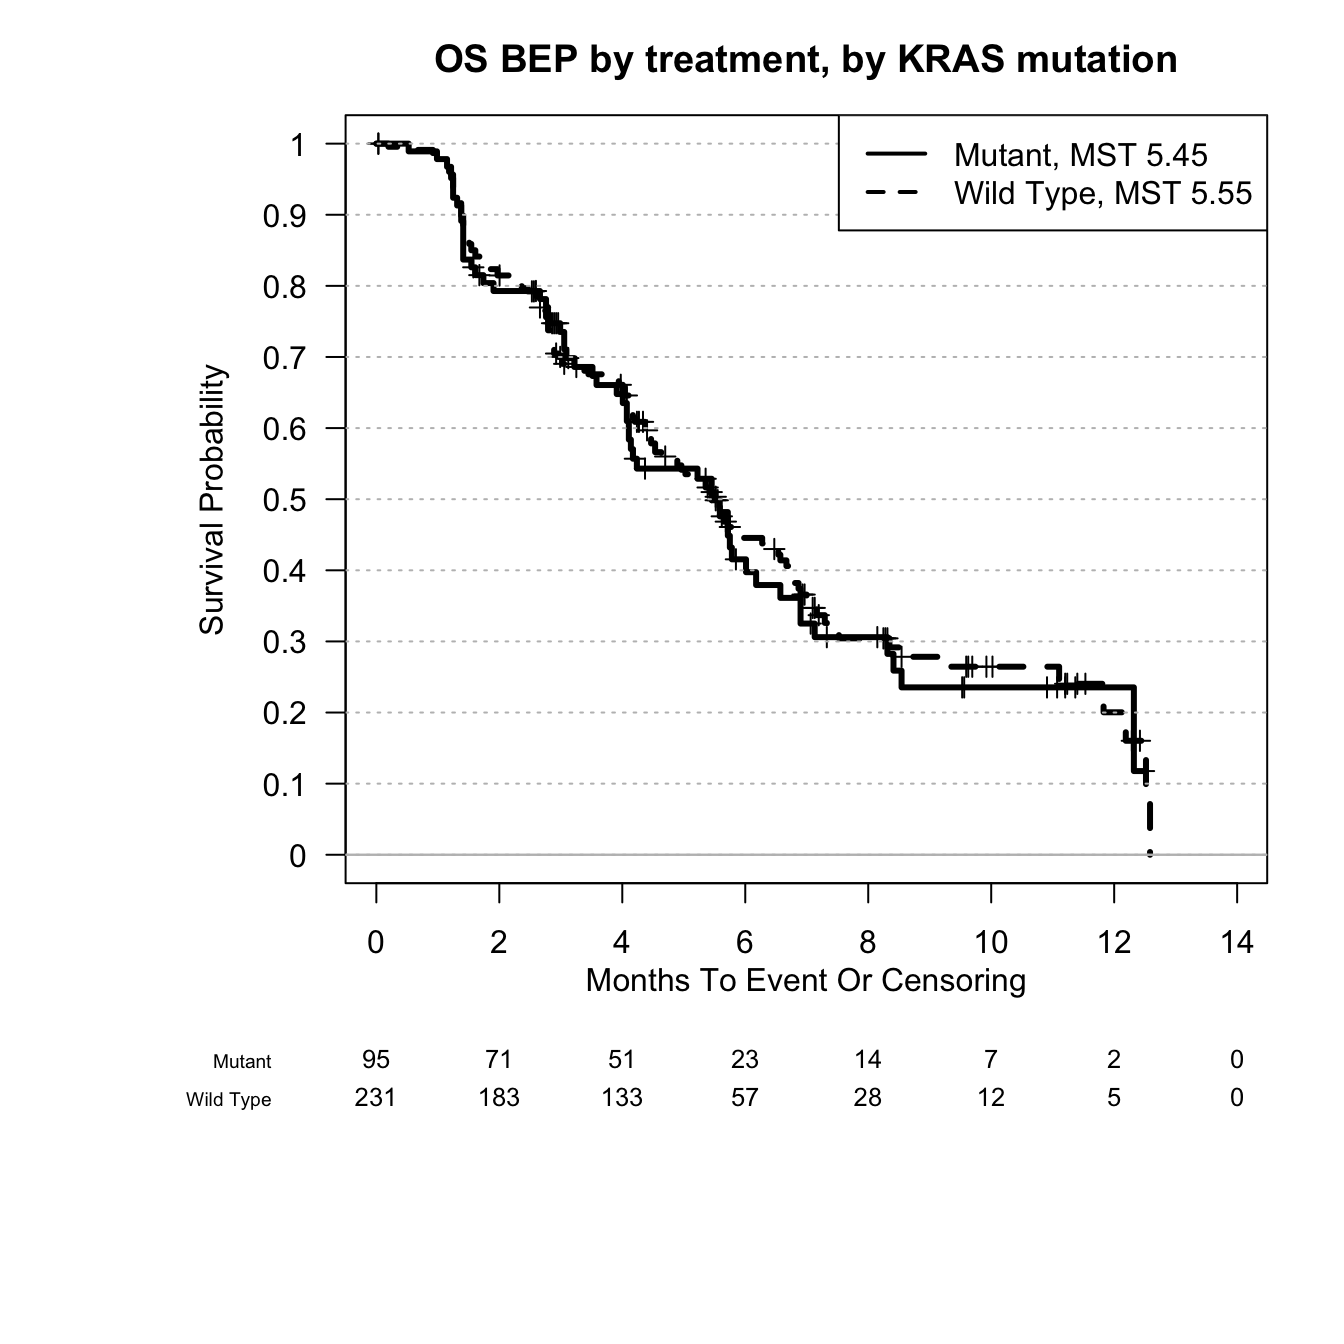 OS BEP by treatment, by KRAS mutation
Mutant, MST 5.45
Wild Type, MST 5.55
1
0.9
0.8
0.7
0.6
0.5
0.4
0.3
0.2
0.1
0
Survival Probability
0 2 4 6 8 10 12 14
Months To Event Or Censoring
Mutant 95 71 51 23 14 7 2 0
Wild Type 231 183 133 57 28 12 5 0